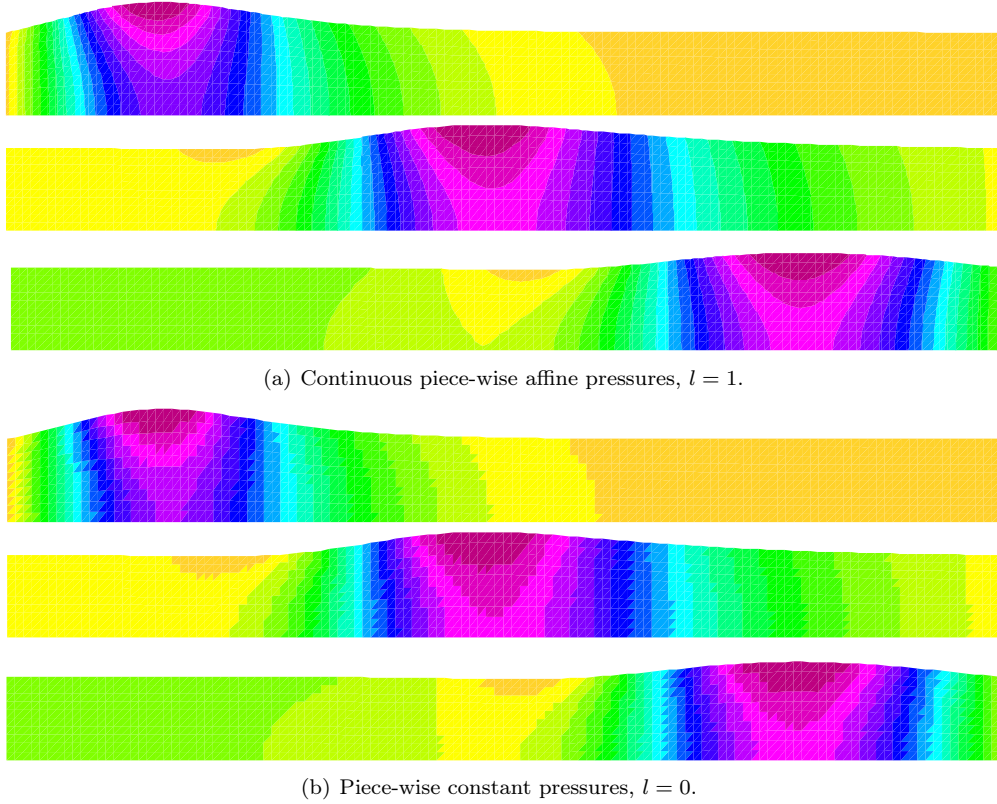 (a) Continuous piece-wise affine pressures, l = 1.
(b) Piece-wise constant pressures, l = 0.